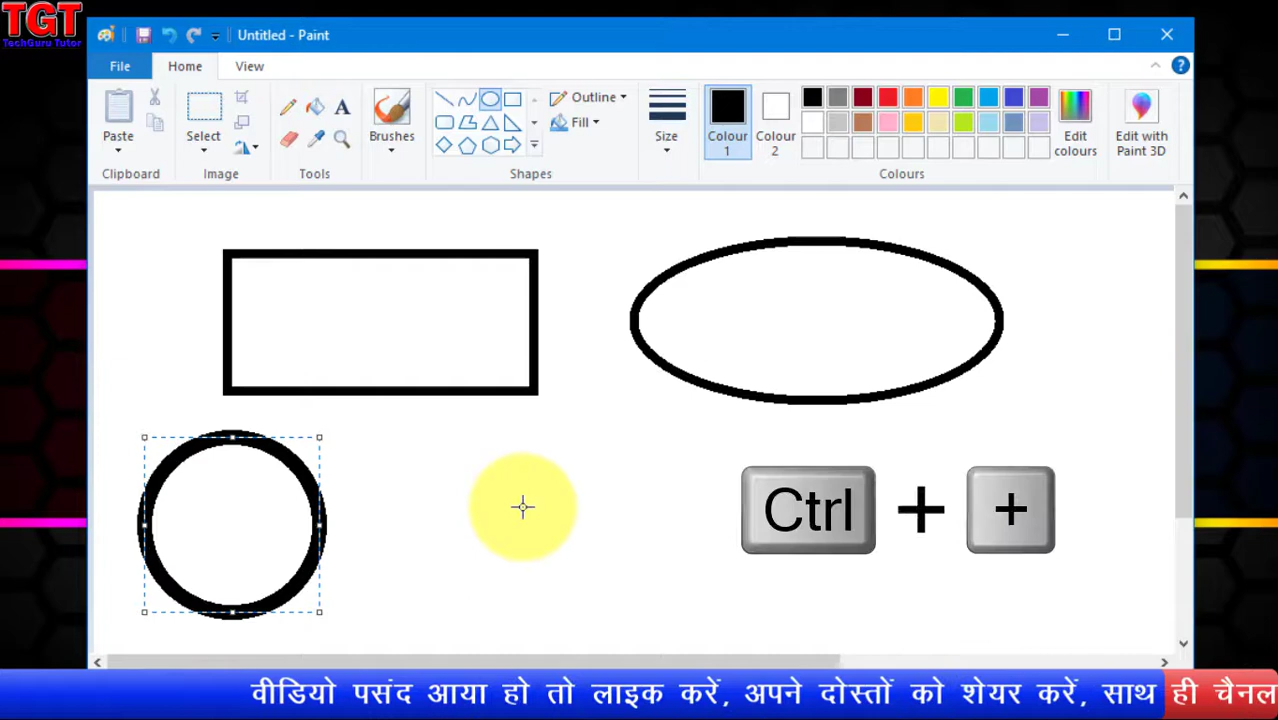 TGT
TechGuru Tutor
Untitled - Paint
File
Home
View
Paste
Select
Brushes
Outline
Fill
Size
Colour 1
Colour 2
Edit colours
Edit with Paint 3D
Clipboard
Image
Tools
Shapes
Colours
Ctrl + +
वीडियो पसंद आया हो तो लाइक करें, अपने दोस्तों को शेयर करें, साथ ही चैनल